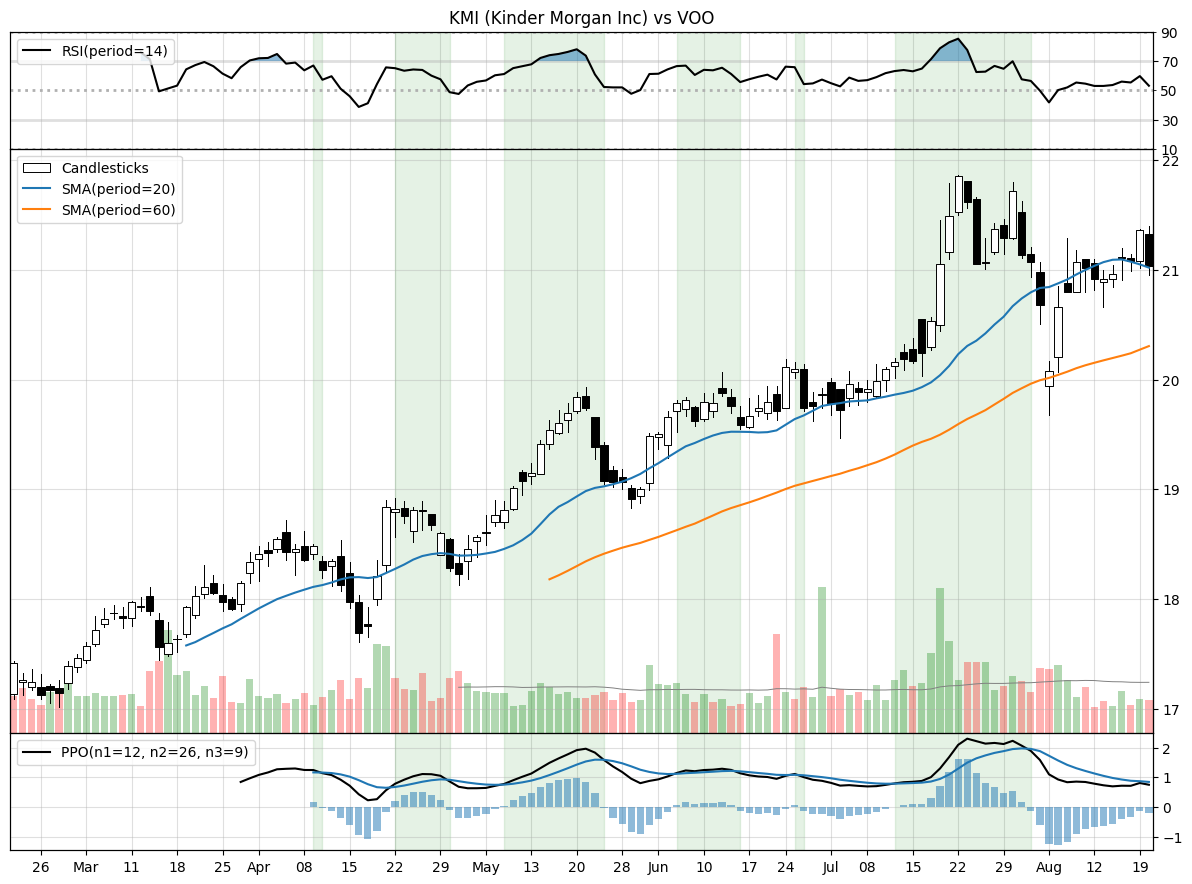 KMI (Kinder Morgan Inc) vs VOO
RSI(period=14)
90
70
50
30
10
Candlesticks
SMA(period=20)
SMA(period=60)
22
21
20
19
18
17
PPO(n1=12, n2=26, n3=9)
2
1
0
−1
26 Mar 11 18 25 Apr 08 15 22 29 May 13 20 28 Jun 10 17 24 Jul 08 15 22 29 Aug 12 19